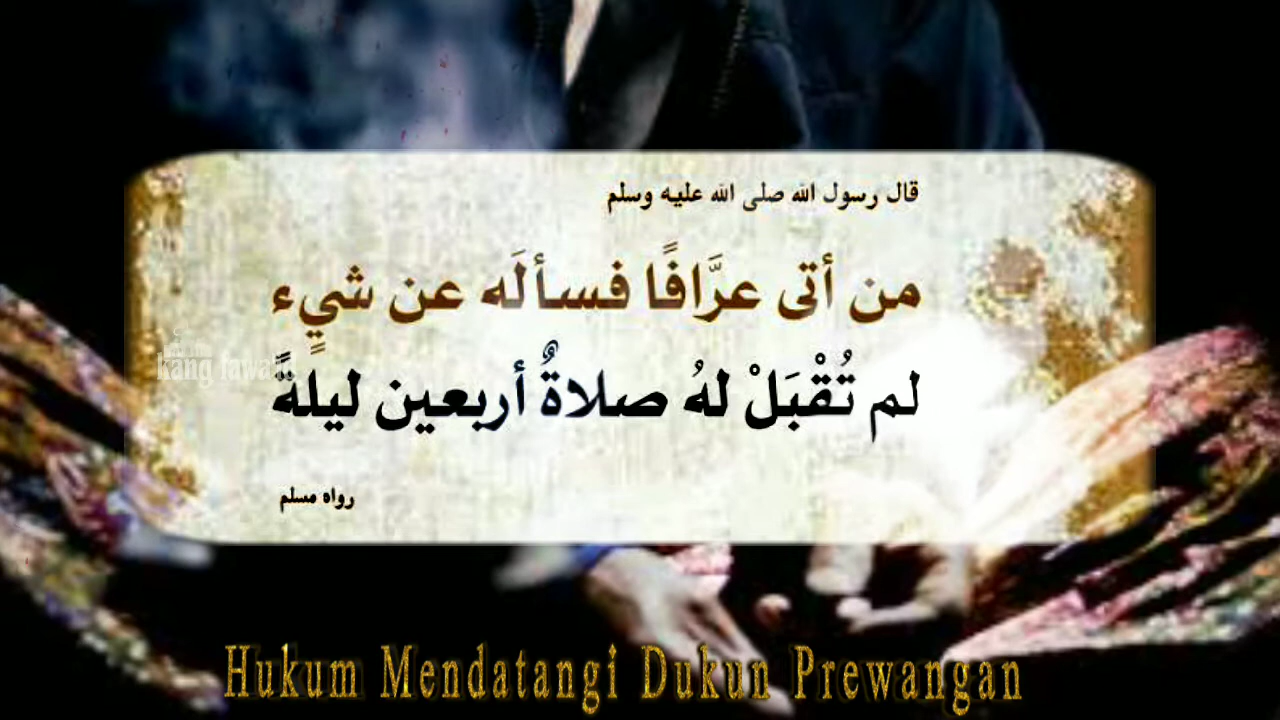 قال رسول الله صلى الله عليه وسلم
من أتى عرَّافًا فسألَه عن شيءٍ
لم تُقْبَلْ لهُ صلاةٌ أربعين ليلةً
kang
رواه مسلم
Hukum Mendatangi Dukun Prewangan